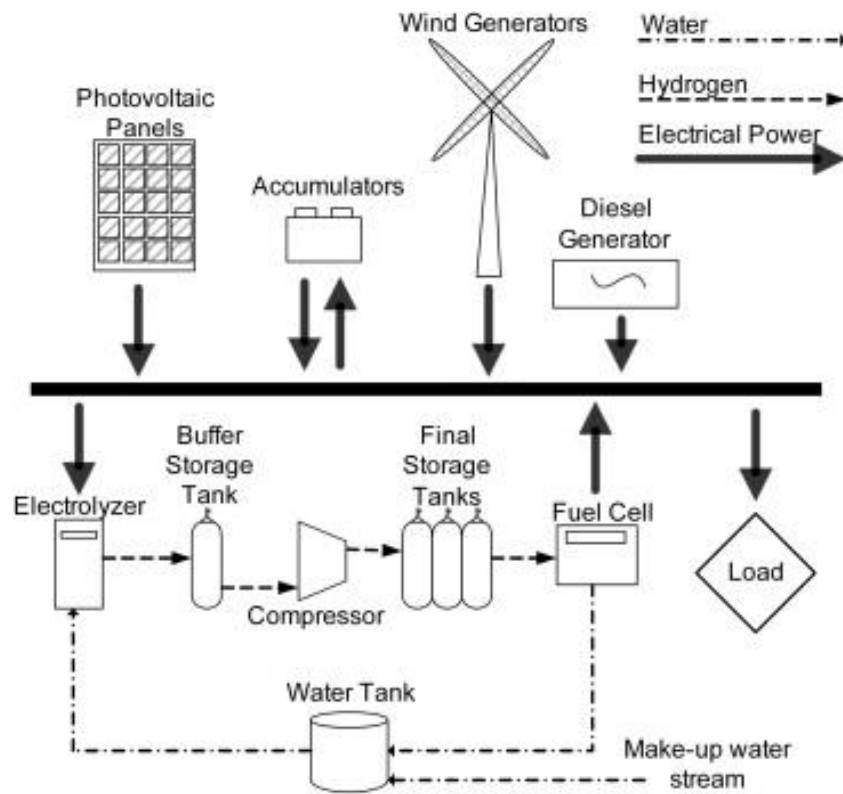 Wind Generators
Water
Hydrogen
Electrical Power
Photovoltaic
Panels
Accumulators
Diesel
Generator
Buffer
Storage
Tank
Final
Storage
Tanks
Electrolyzer
Fuel Cell
Compressor
Load
Water Tank
Make-up water
stream